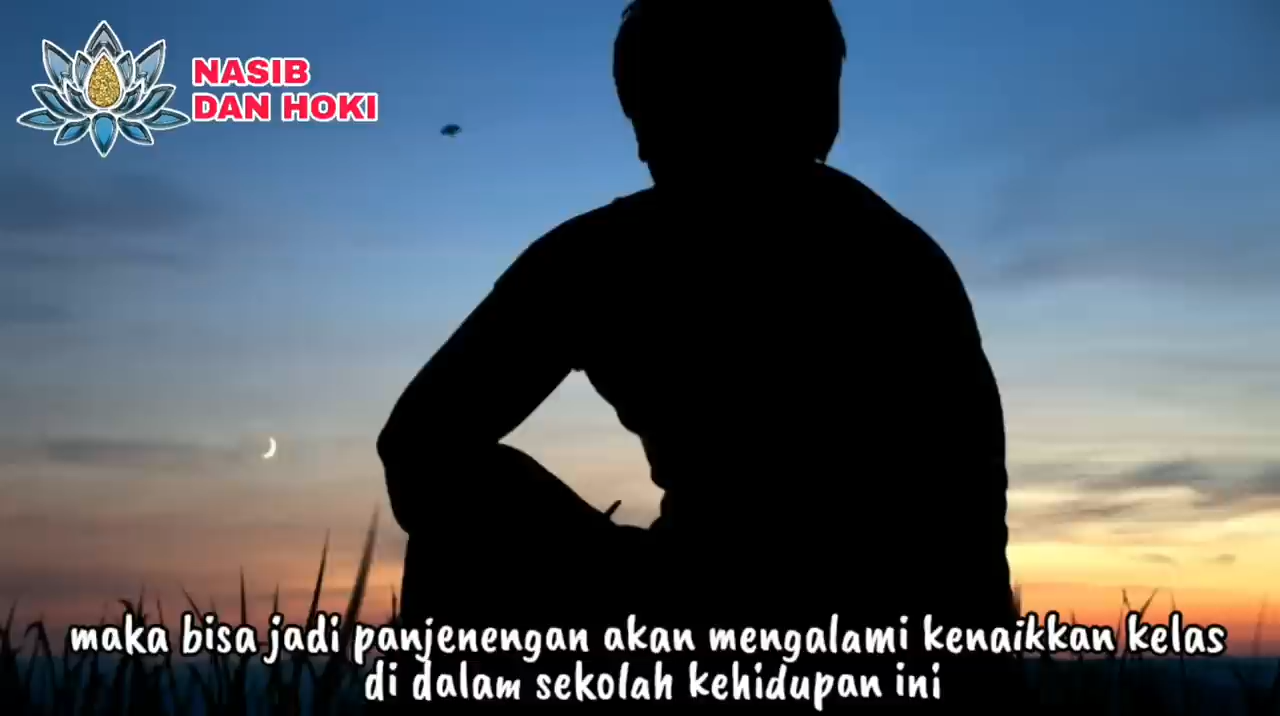 NASIB
DAN HOKI
maka bisa jadi panjenengan akan mengalami kenaikkan kelas
di dalam sekolah kehidupan ini